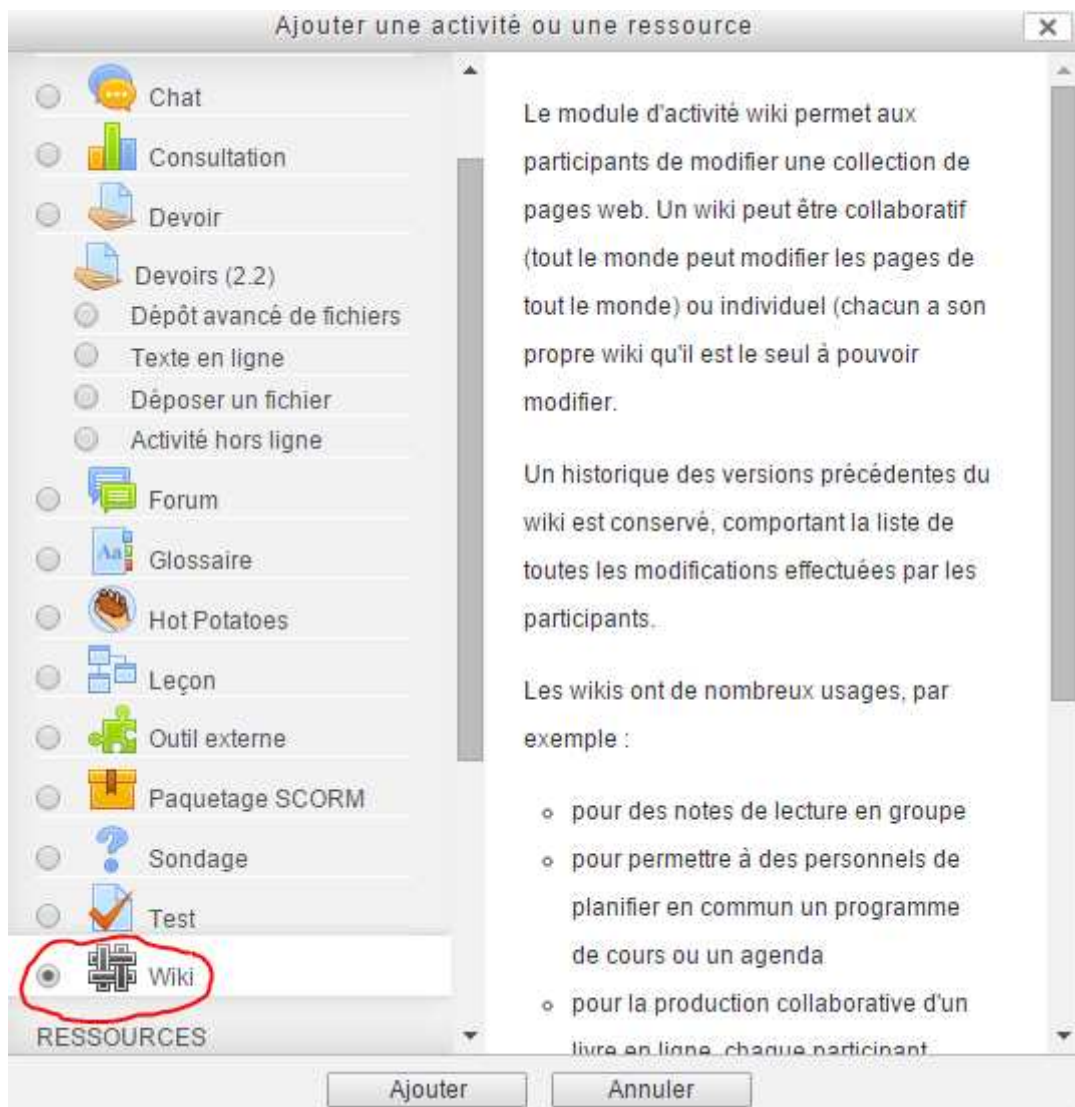 Ajouter une activité ou une ressource
Chat
Consultation
Devoir
Devoirs (2.2)
Dépôt avancé de fichiers
Texte en ligne
Déposer un fichier
Activité hors ligne
Forum
Aa
Glossaire
Hot Potatoes
Leçon
Outil externe
Paquetage SCORM
Sondage
Test
Wiki
RESSOURCES
Le module d'activité wiki permet aux
participants de modifier une collection de
pages web. Un wiki peut être collaboratif
(tout le monde peut modifier les pages de
tout le monde) ou individuel (chacun a son
propre wiki qu'il est le seul à pouvoir
modifier.
Un historique des versions précédentes du
wiki est conservé, comportant la liste de
toutes les modifications effectuées par les
participants.
Les wikis ont de nombreux usages, par
exemple :
pour des notes de lecture en groupe
pour permettre à des personnels de
planifier en commun un programme
de cours ou un agenda
pour la production collaborative d'un
livre en ligne, chaque participant
Ajouter
Annuler